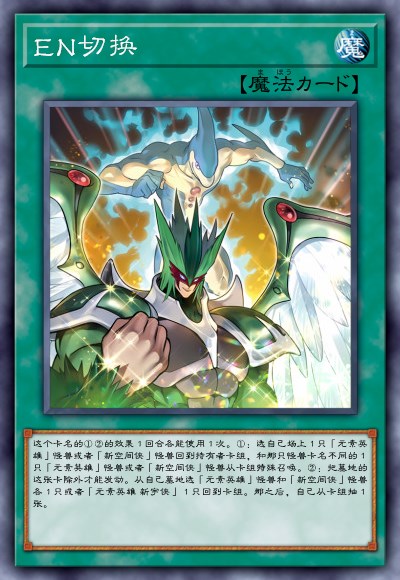 EN切换
魔
【魔法カード】
ま ほう
这个卡名的①②的效果1回合各能使用1次。①：选自己场上1只「元素英
雄」怪兽或者「新空间侠」怪兽回到持有者卡组，和那只怪兽卡名不同的1
只「元素英雄」怪兽或者「新空间侠」怪兽从卡组特殊召唤。②：把墓地的
这张卡除外才能发动。从自己墓地选「元素英雄」怪兽和「新空间侠」怪兽
各1只或者「元素英雄 新宇侠」1只回到卡组。那之后，自己从卡组抽1
张。